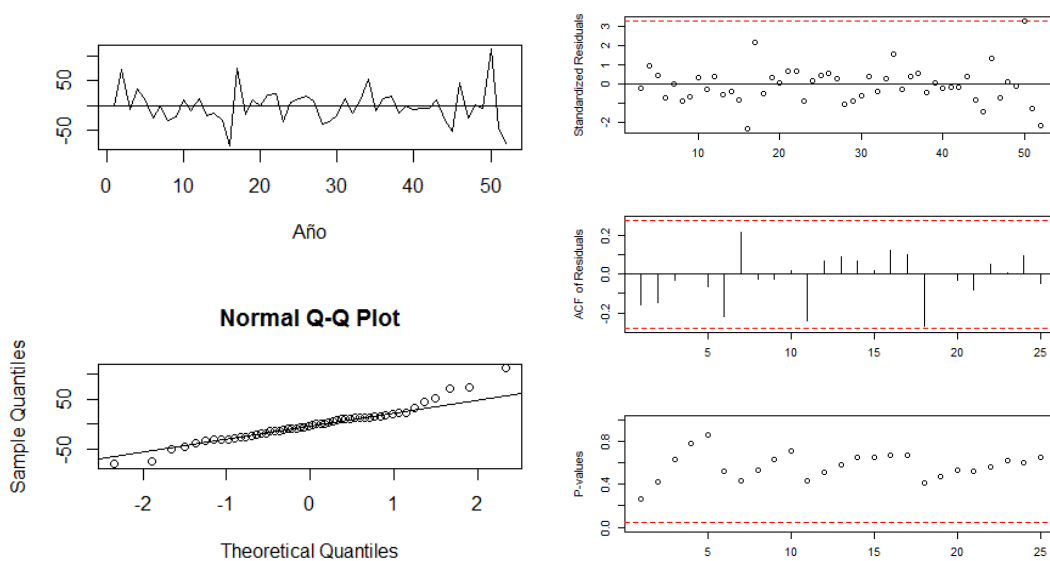 50
-50
0 10 20 30 40 50
Año
Normal Q-Q Plot
Sample Quantiles
50
-50
-2 -1 0 1 2
Theoretical Quantiles
Standardized Residuals
3
1
0
-2
10 20 30 40 50
ACF of Residuals
0.2
0.0
-0.2
5 10 15 20 25
P-values
0.8
0.4
0.0
5 10 15 20 25